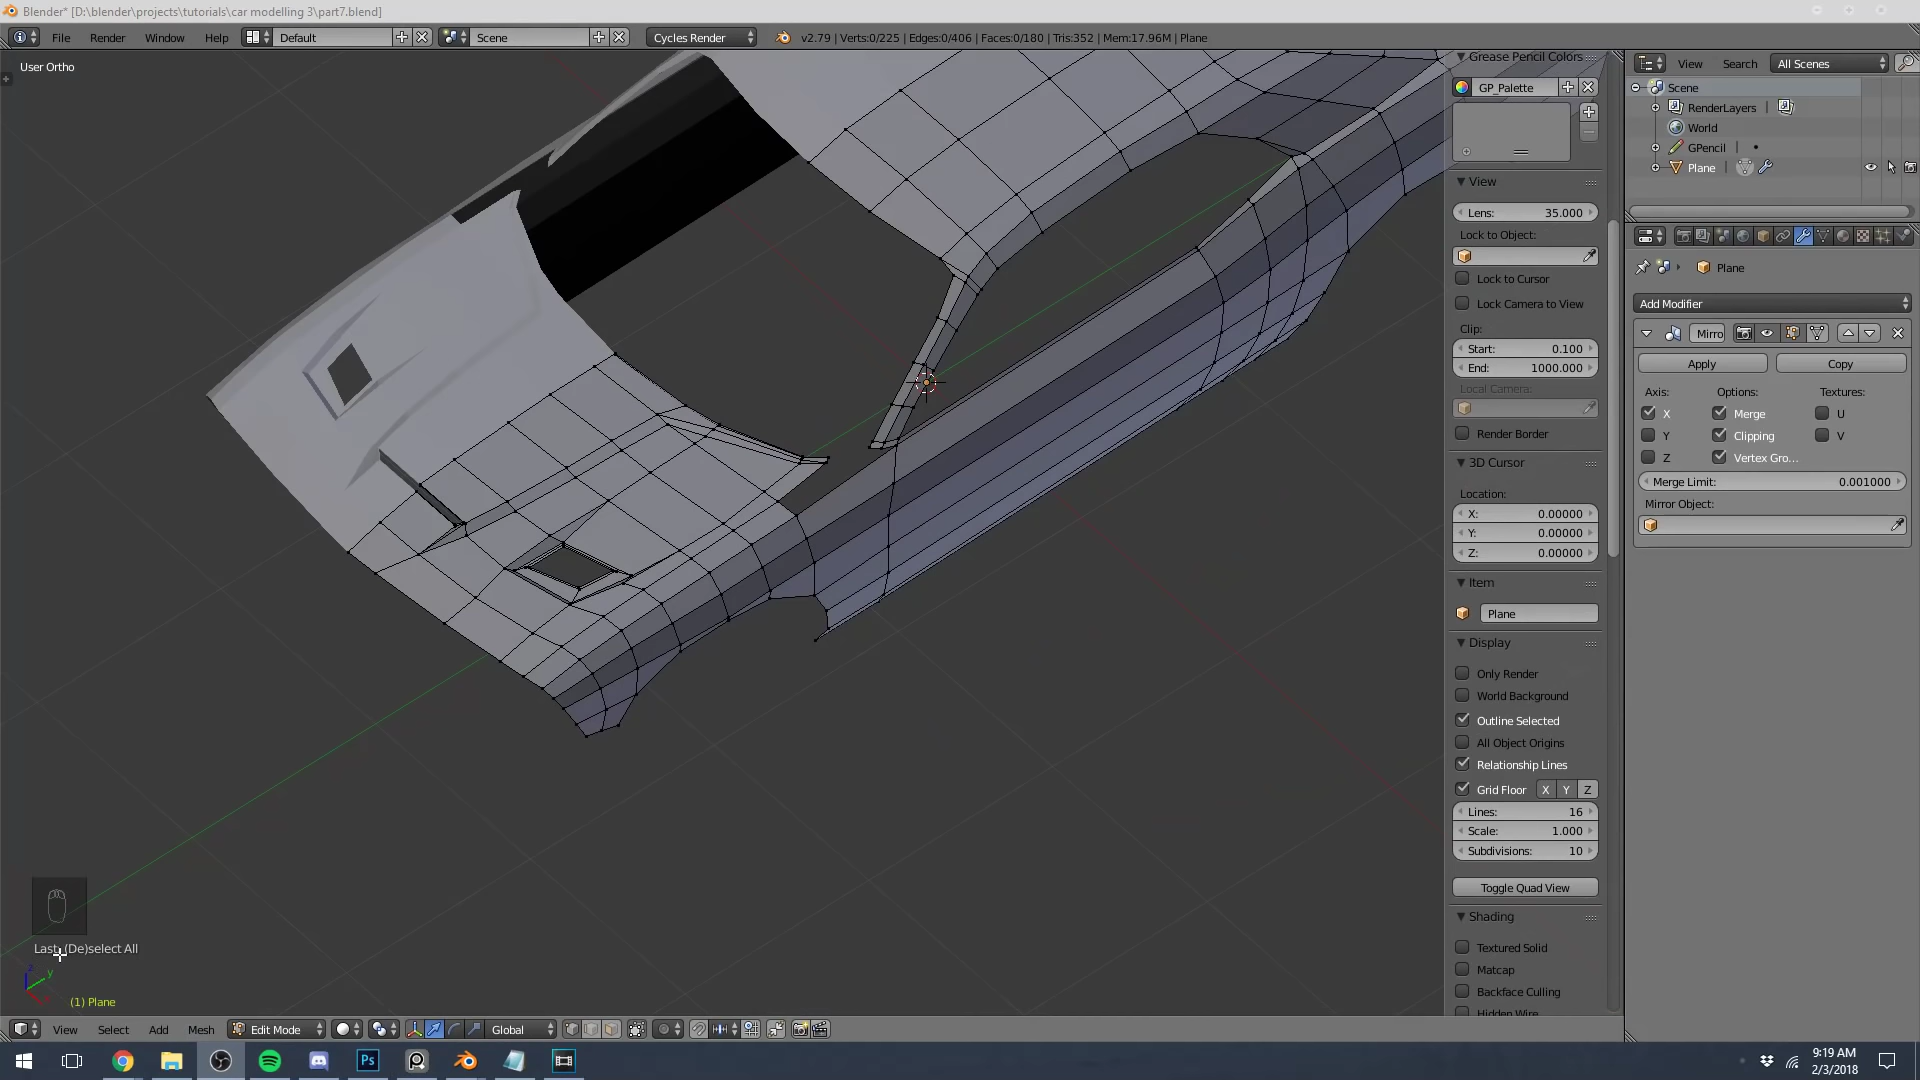 Blender* [D:\blender\projects\tutorials\car modelling 3\part7.blend]
File Render Window Help Default Scene Cycles Render v2.79 | Verts:0/225 | Edges:0/406 | Faces:0/180 | Tris:352 | Mem:17.96M | Plane
User Ortho
Grease Pencil Colors
GP_Palette
View
Lens: 35.000
Lock to Object:
Lock to Cursor
Lock Camera to View
Clip:
Start: 0.100
End: 1000.000
Local Camera:
Render Border
3D Cursor
Location:
X: 0.00000
Y: 0.00000
Z: 0.00000
Item
Plane
Display
Only Render
World Background
Outline Selected
All Object Origins
Relationship Lines
Grid Floor X Y Z
Lines: 16
Scale: 1.000
Subdivisions: 10
Toggle Quad View
Shading
Textured Solid
Matcap
Backface Culling
Hidden Wire
View Search All Scenes
Scene
RenderLayers
World
GPencil
Plane
Plane
Add Modifier
Mirro
Apply Copy
Axis: Options: Textures:
X Merge U
Y Clipping V
Z Vertex Gro...
Merge Limit: 0.001000
Mirror Object:
Last: (De)select All
z
y
(1) Plane
View Select Add Mesh Edit Mode Global
Ps
9:19 AM
2/3/2018